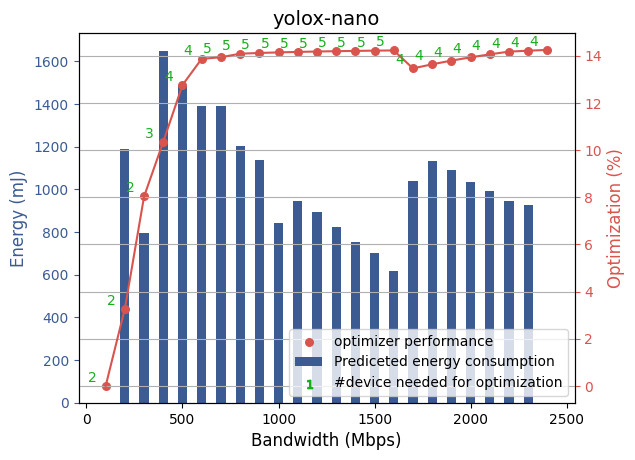 yolox-nano
Energy (mJ)
1600
1400
1200
1000
800
600
400
200
0
2 2 2 3 4 4 5 5 5 5 5 5 5 5 5 5 4 4 4 4 4 4 4 4
14
12
10
8
6
4
2
0
Optimization (%)
optimizer performance
Prediceted energy consumption
1 #device needed for optimization
0 500 1000 1500 2000 2500
Bandwidth (Mbps)